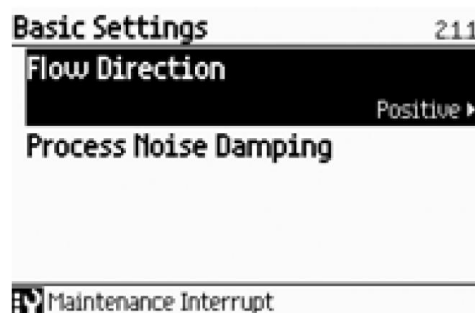 Basic Settings 211
Flow Direction
Positive
Process Noise Damping
Maintenance Interrupt